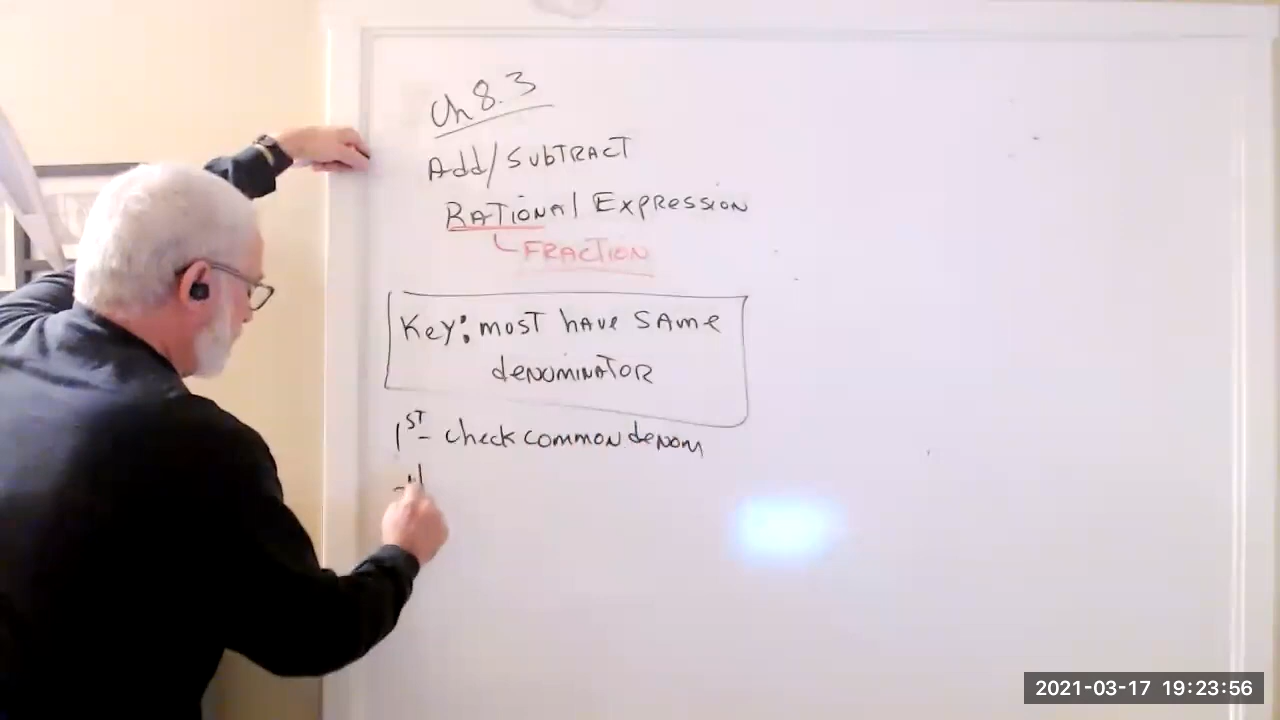 Ch 8.3
Add/SubTRACT
RATional Expression
FRACTION
Key: most have same
denominator
1ST- check common denom
2021-03-17 19:23:56